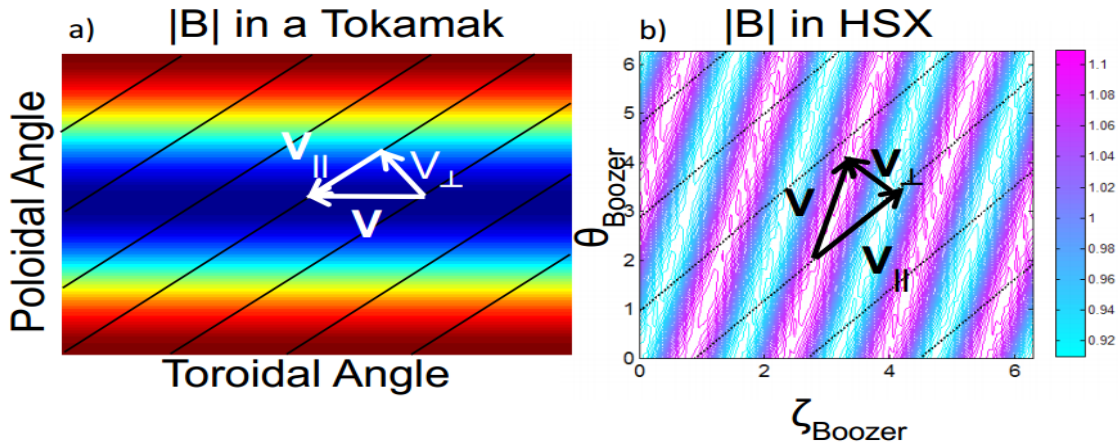 a) |B| in a Tokamak
Poloidal Angle
V||
V⊥
V
Toroidal Angle
b) |B| in HSX
θBoozer
6
5
4
3
2
1
0
V
V⊥
V||
0
2
4
6
ζBoozer
1.1
1.08
1.06
1.04
1.02
1
0.98
0.96
0.94
0.92